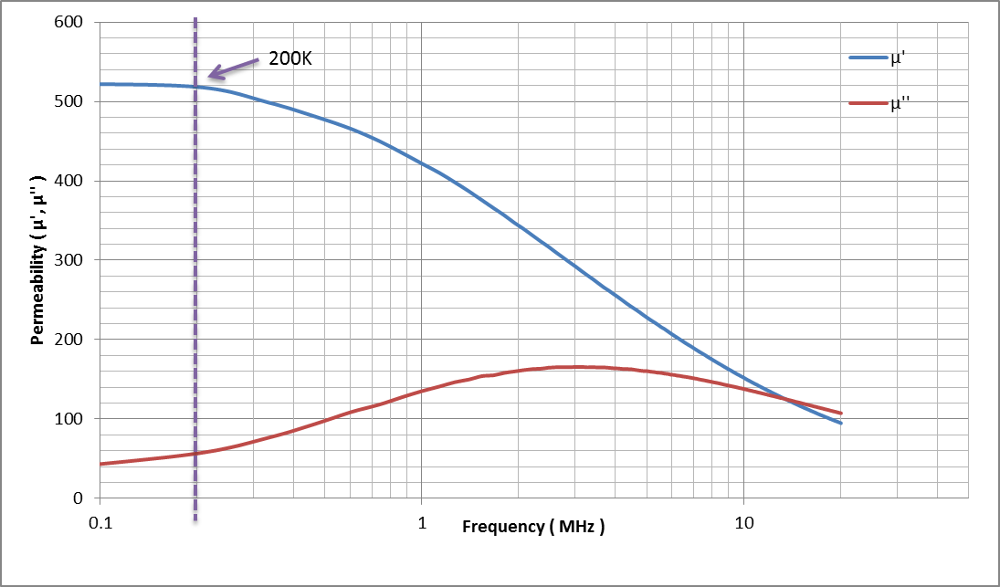 600
200K
μ'
500
μ''
400
300
200
100
0
Permeability ( μ', μ'' )
0.1
1
10
Frequency ( MHz )